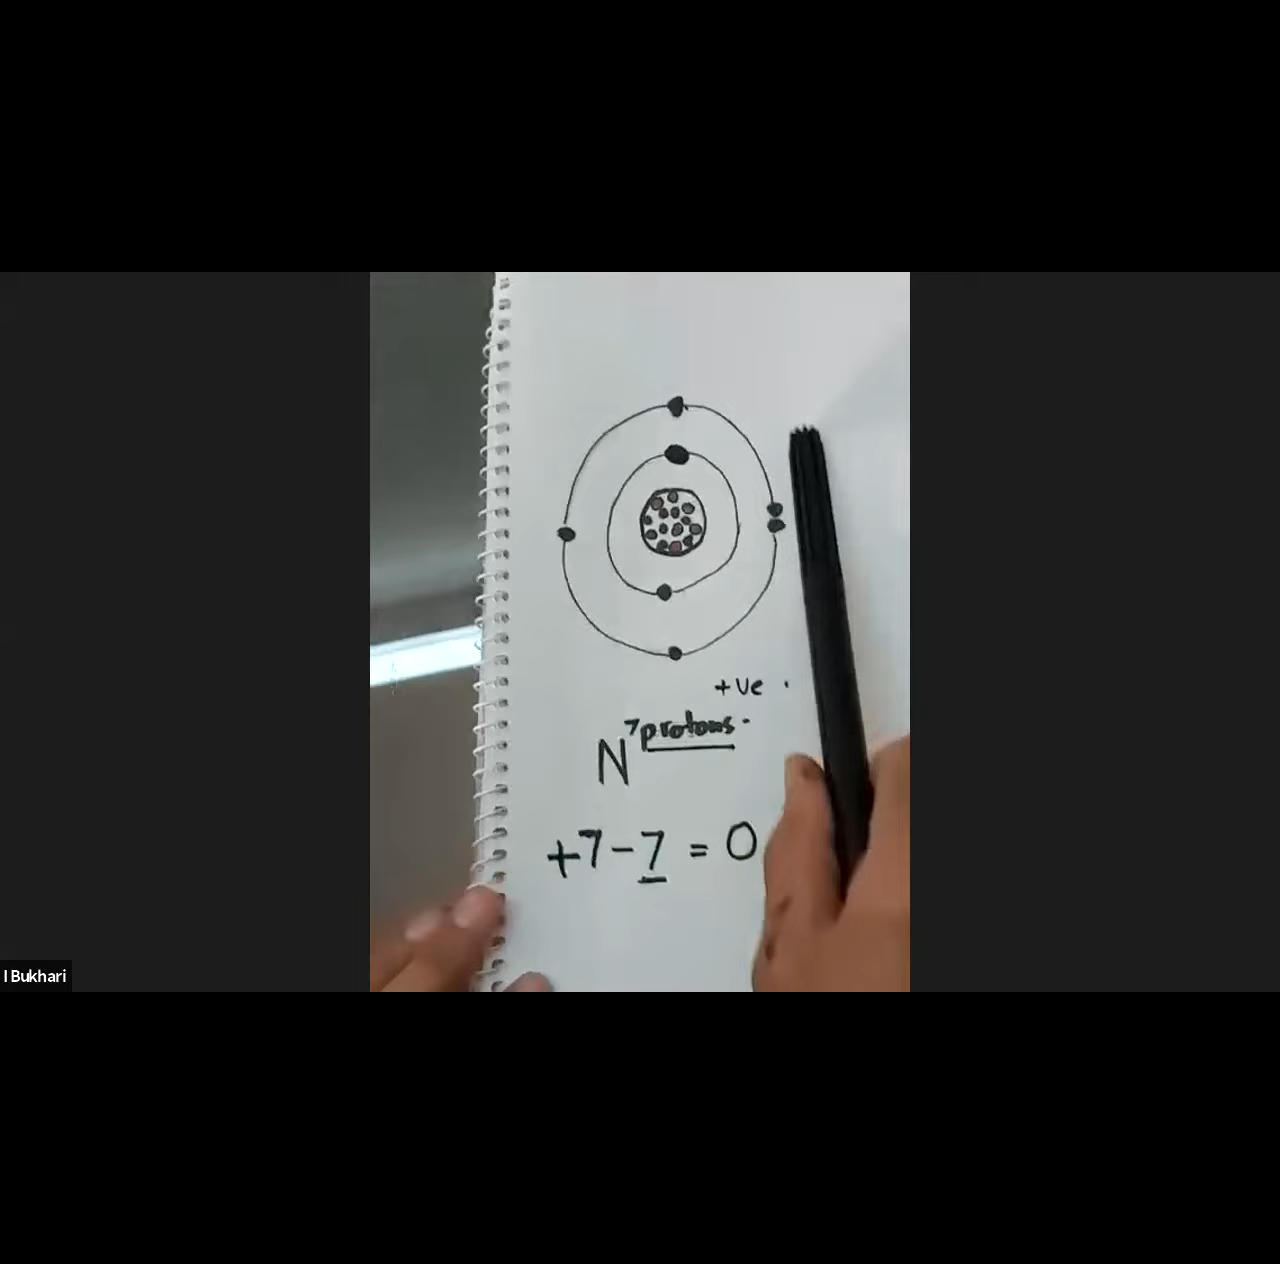 +ve
7 protons.
N
+7-7 = 0
I Bukhari